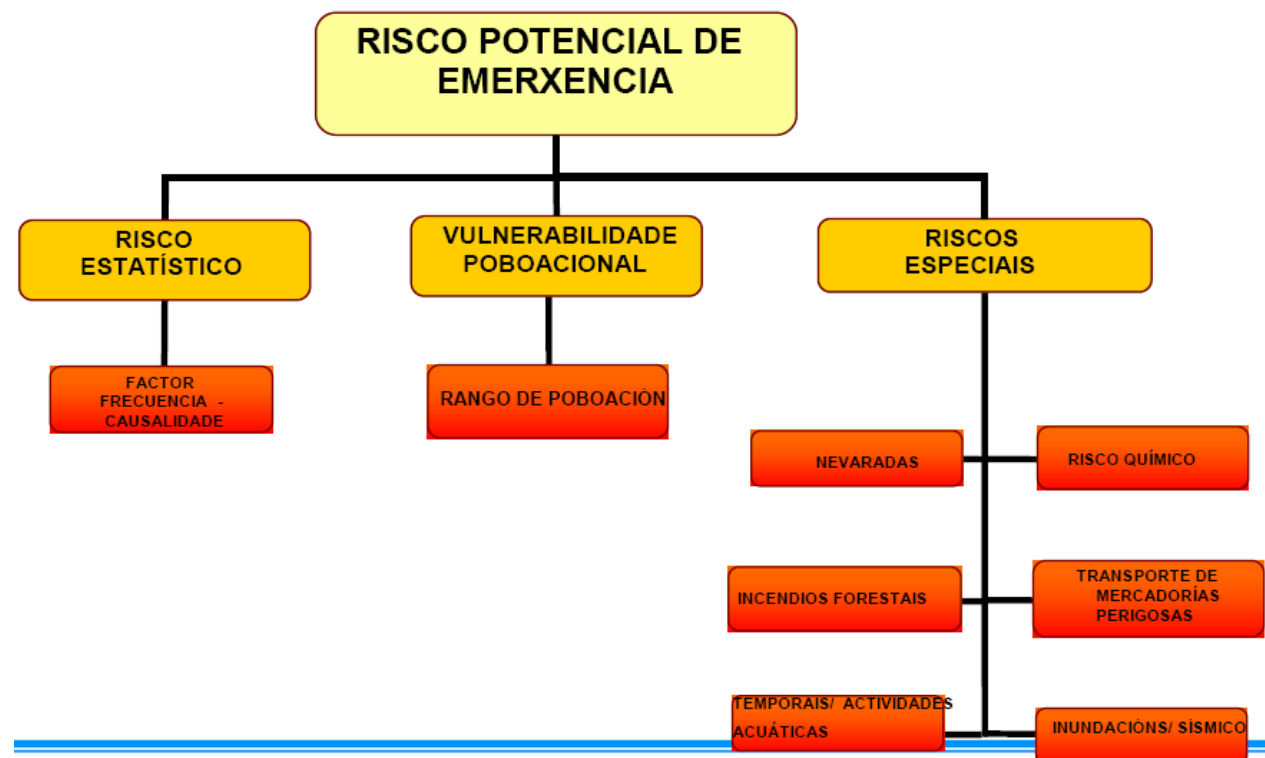 RISCO POTENCIAL DE
EMERXENCIA
RISCO
ESTATÍSTICO
VULNERABILIDADE
POBOACIONAL
RISCOS
ESPECIAIS
FACTOR
FRECUENCIA -
CAUSALIDADE
RANGO DE POBOACIÓN
NEVARADAS
RISCO QUÍMICO
INCENDIOS FORESTAIS
TRANSPORTE DE
MERCADORÍAS
PERIGOSAS
TEMPORAIS/ ACTIVIDADES
ACUÁTICAS
INUNDACIÓNS/ SÍSMICO